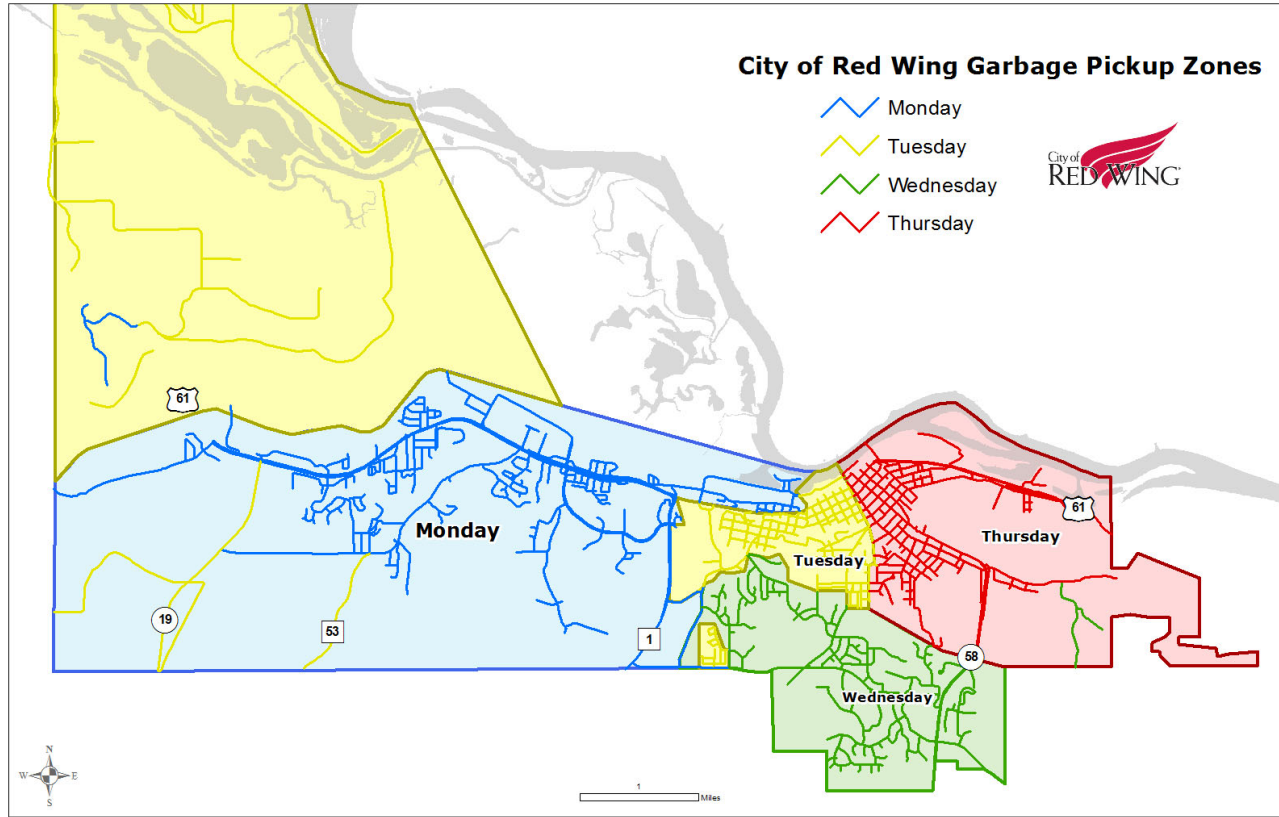 City of Red Wing Garbage Pickup Zones
Monday
Tuesday
Wednesday
Thursday
City of
RED WING
61
61
Monday
Thursday
Tuesday
19
53
1
58
Wednesday
N
W E
S
1
Miles